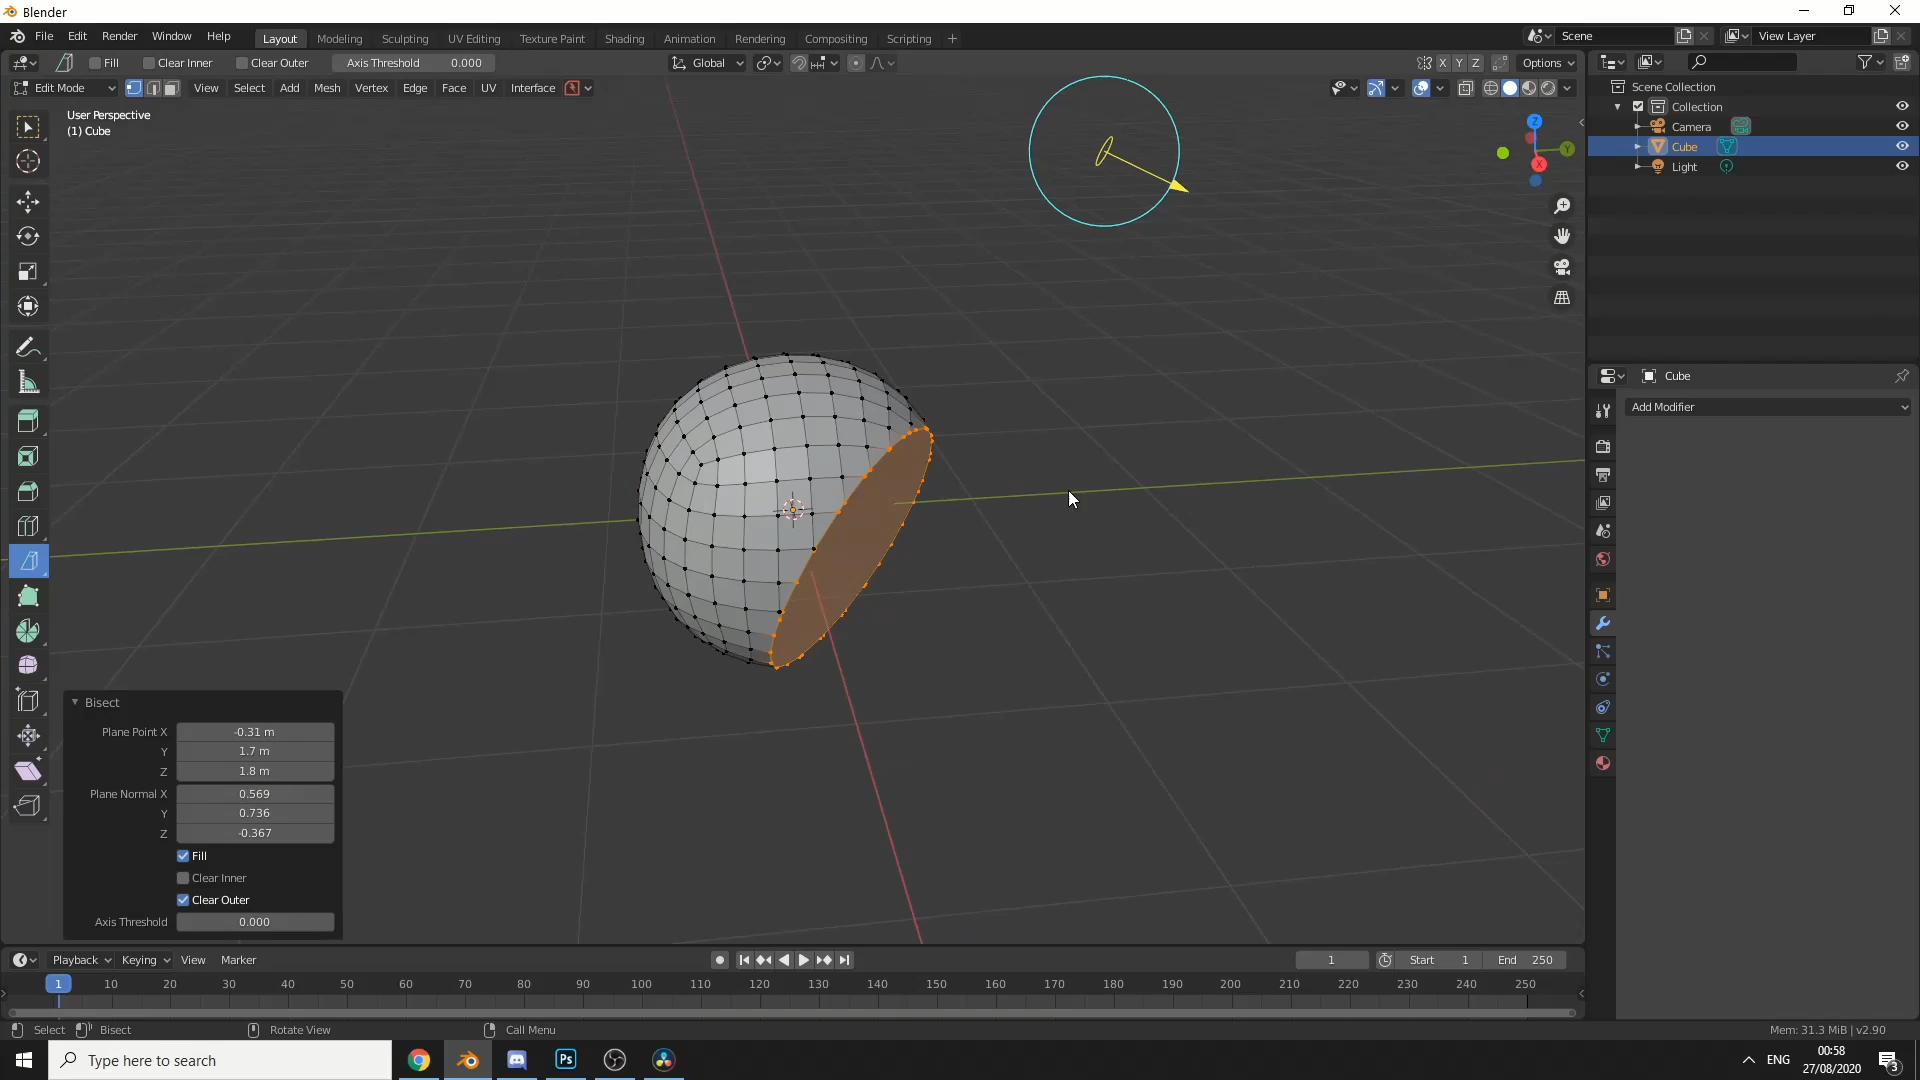 Blender
File Edit Render Window Help
Layout Modeling Sculpting UV Editing Texture Paint Shading Animation Rendering Compositing Scripting +
Scene
View Layer
Fill Clear Inner Clear Outer Axis Threshold 0.000
Global
X Y Z
Options
Edit Mode View Select Add Mesh Vertex Edge Face UV Interface
User Perspective
(1) Cube
Z
Y
X
Scene Collection
Collection
Camera
Cube
Light
Cube
Add Modifier
Bisect
Plane Point X -0.31 m
Y 1.7 m
Z 1.8 m
Plane Normal X 0.569
Y 0.736
Z -0.367
Fill
Clear Inner
Clear Outer
Axis Threshold 0.000
Playback Keying View Marker
1 Start 1 End 250
1 10 20 30 40 50 60 70 80 90 100 110 120 130 140 150 160 170 180 190 200 210 220 230 240 250
Select Bisect Rotate View Call Menu
Mem: 31.3 MiB | v2.90
Type here to search
Ps
ENG
00:58
27/08/2020
3